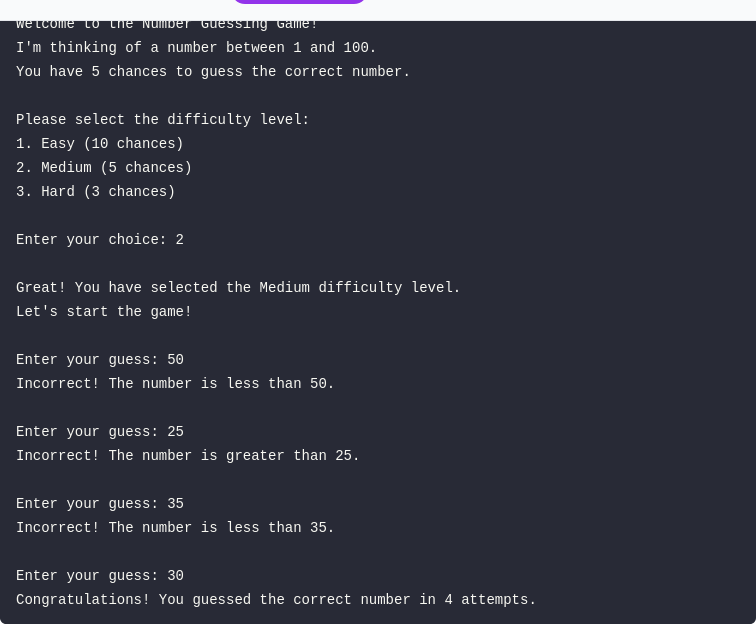 Welcome to the Number Guessing Game!
I'm thinking of a number between 1 and 100.
You have 5 chances to guess the correct number.
Please select the difficulty level:
1. Easy (10 chances)
2. Medium (5 chances)
3. Hard (3 chances)
Enter your choice: 2
Great! You have selected the Medium difficulty level.
Let's start the game!
Enter your guess: 50
Incorrect! The number is less than 50.
Enter your guess: 25
Incorrect! The number is greater than 25.
Enter your guess: 35
Incorrect! The number is less than 35.
Enter your guess: 30
Congratulations! You guessed the correct number in 4 attempts.